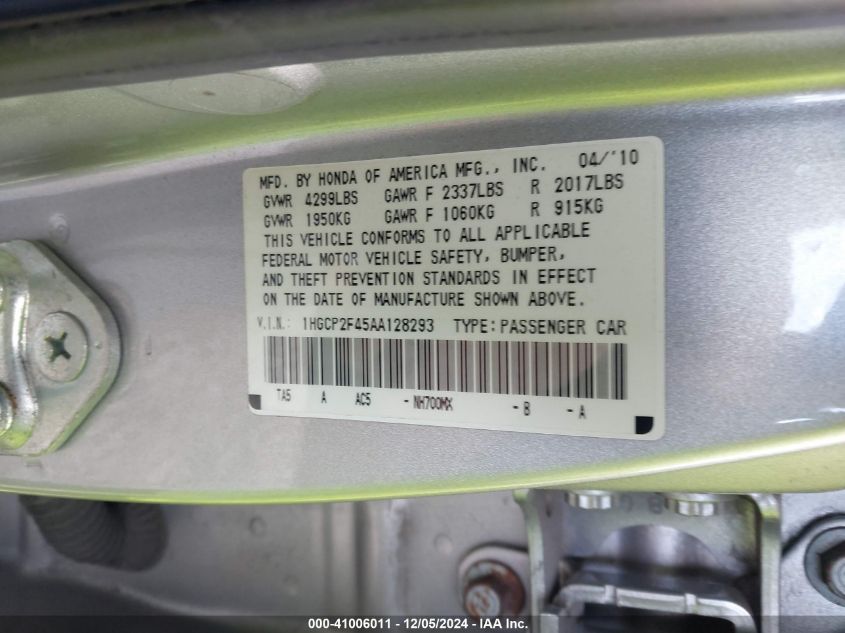 MFD. BY HONDA OF AMERICA MFG., INC. 04/'10
GVWR 4299LBS GAWR F 2337LBS R 2017LBS
GVWR 1950KG GAWR F 1060KG R 915KG
THIS VEHICLE CONFORMS TO ALL APPLICABLE
FEDERAL MOTOR VEHICLE SAFETY, BUMPER,
AND THEFT PREVENTION STANDARDS IN EFFECT
ON THE DATE OF MANUFACTURE SHOWN ABOVE.
V.I.N.: 1HGCP2F45AA128293 TYPE: PASSENGER CAR
TA5 A AC5 -NH700MX -B -A
000-41006011 - 12/05/2024 - IAA Inc.